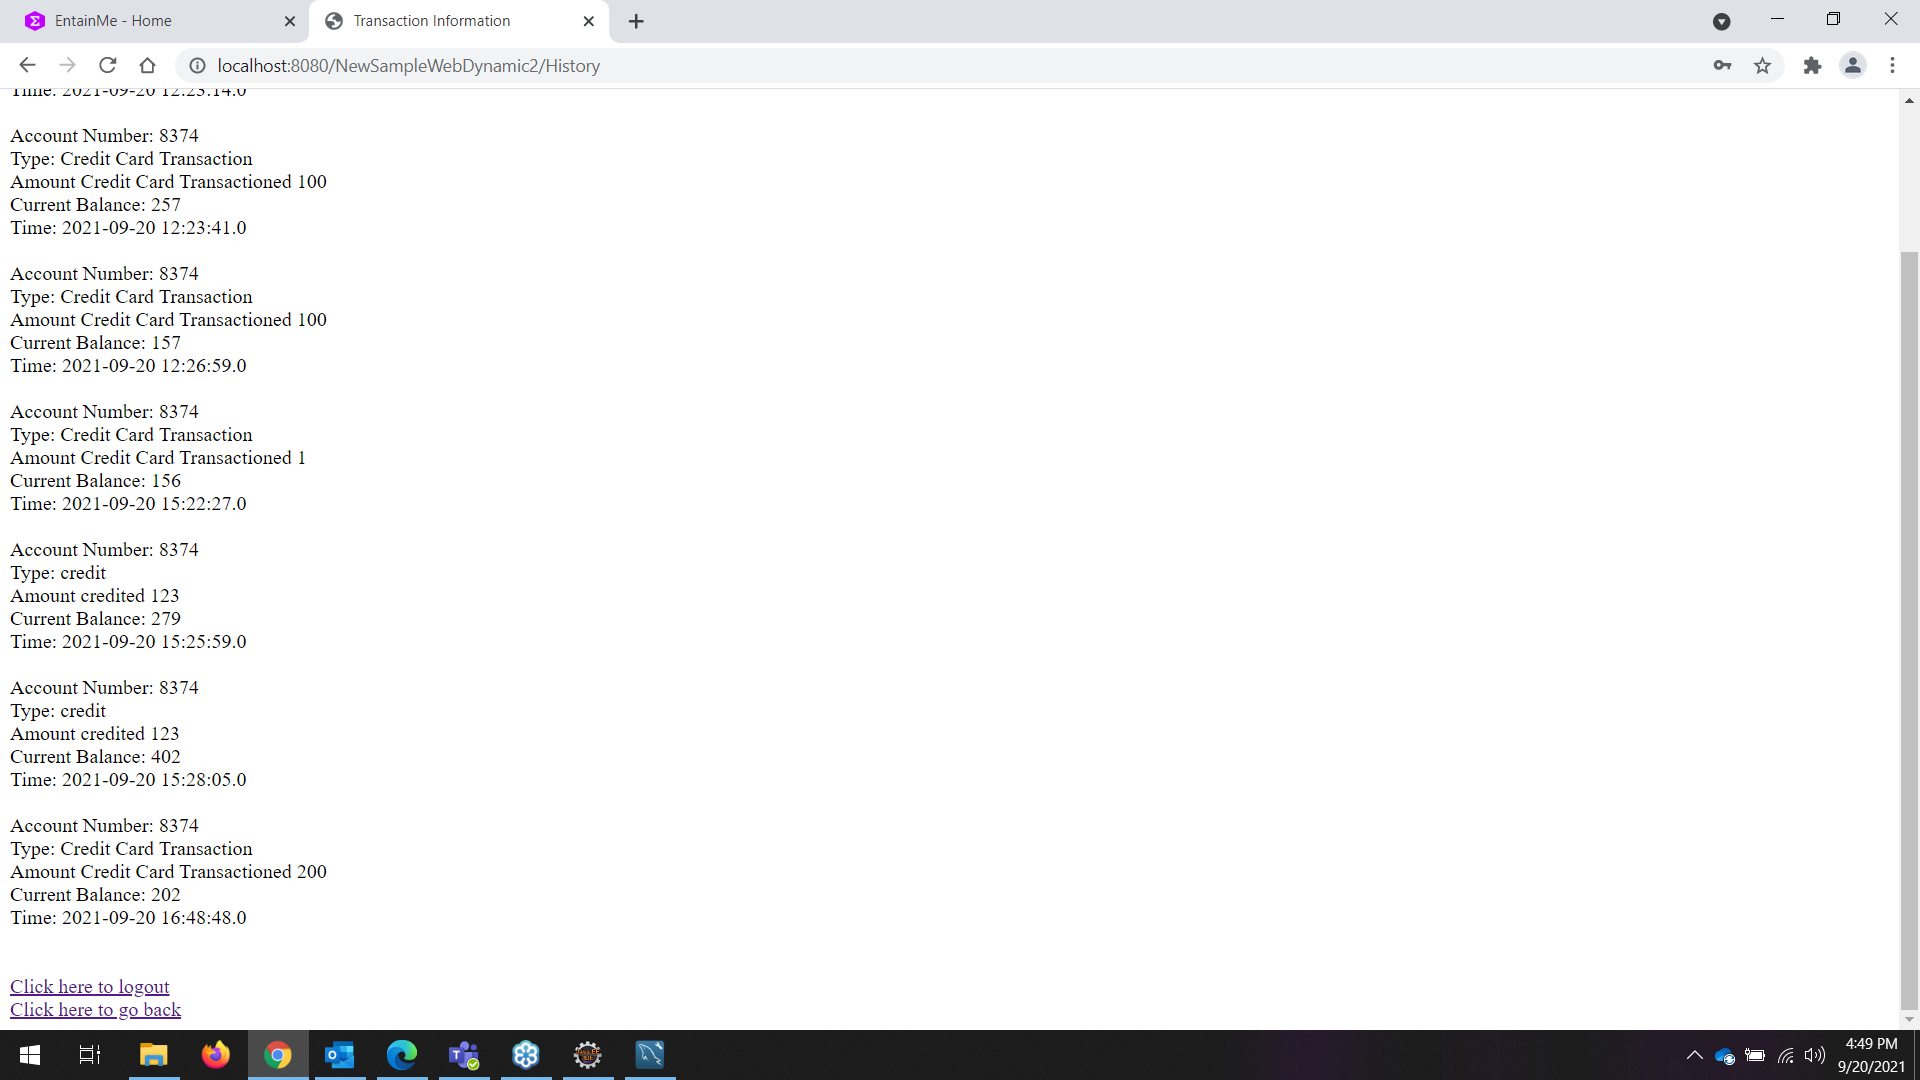 EntainMe - Home
Transaction Information
localhost:8080/NewSampleWebDynamic2/History
Time: 2021-09-20 12:23:14.0
Account Number: 8374
Type: Credit Card Transaction
Amount Credit Card Transactioned 100
Current Balance: 257
Time: 2021-09-20 12:23:41.0
Account Number: 8374
Type: Credit Card Transaction
Amount Credit Card Transactioned 100
Current Balance: 157
Time: 2021-09-20 12:26:59.0
Account Number: 8374
Type: Credit Card Transaction
Amount Credit Card Transactioned 1
Current Balance: 156
Time: 2021-09-20 15:22:27.0
Account Number: 8374
Type: credit
Amount credited 123
Current Balance: 279
Time: 2021-09-20 15:25:59.0
Account Number: 8374
Type: credit
Amount credited 123
Current Balance: 402
Time: 2021-09-20 15:28:05.0
Account Number: 8374
Type: Credit Card Transaction
Amount Credit Card Transactioned 200
Current Balance: 202
Time: 2021-09-20 16:48:48.0
Click here to logout
Click here to go back
4:49 PM
9/20/2021